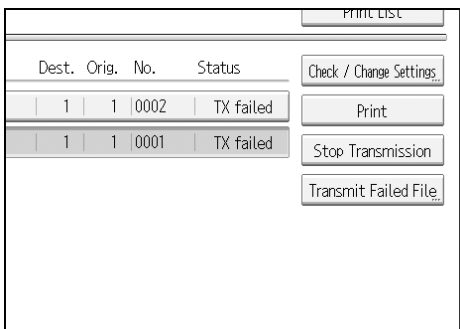 Print List
Dest. Orig. No. Status
Check / Change Settings
1 1 0002 TX failed
Print
1 1 0001 TX failed
Stop Transmission
Transmit Failed File